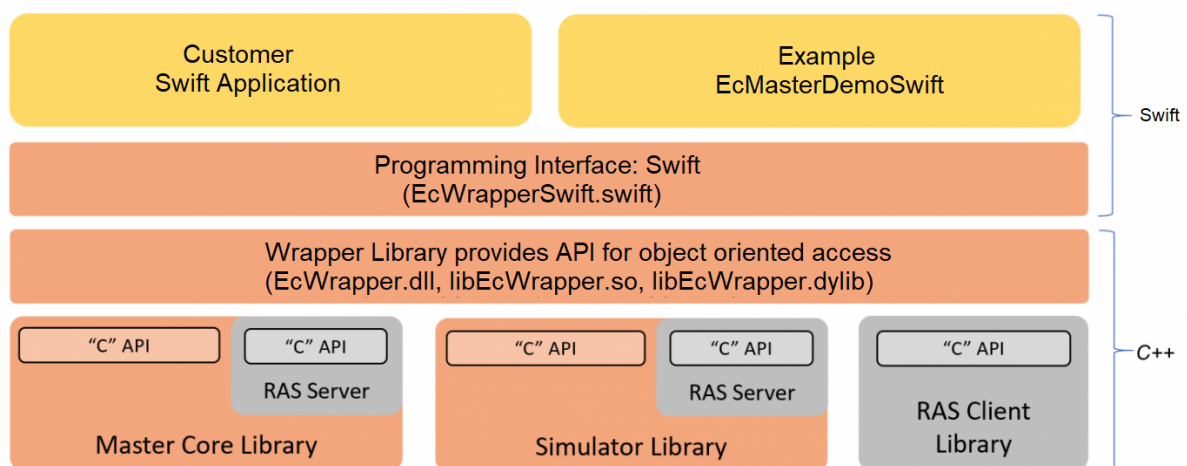 Customer
Swift Application
Example
EcMasterDemoSwift
Swift
Programming Interface: Swift
(EcWrapperSwift.swift)
Wrapper Library provides API for object oriented access
(EcWrapper.dll, libEcWrapper.so, libEcWrapper.dylib)
“C” API
“C” API
RAS Server
Master Core Library
“C” API
“C” API
RAS Server
Simulator Library
“C” API
RAS Client
Library
C++